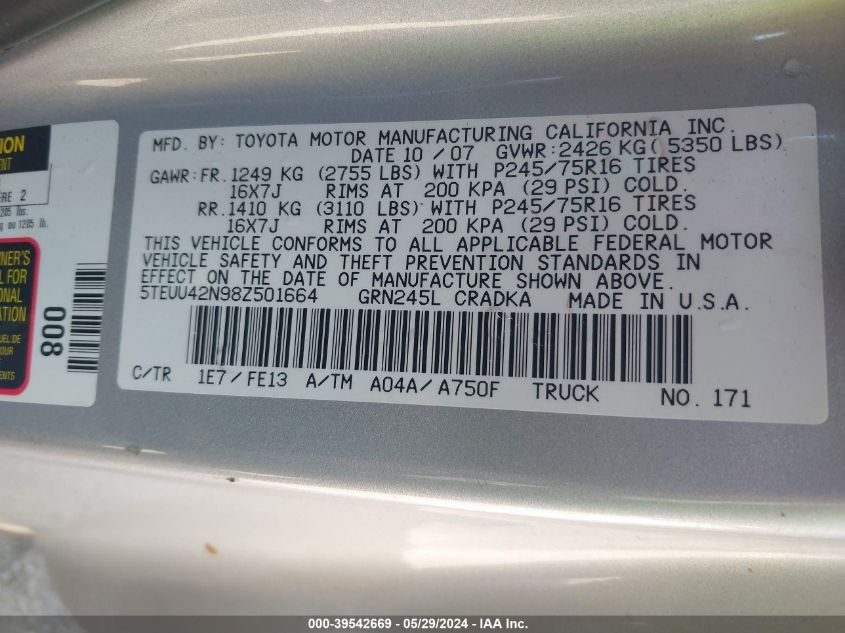 MFD. BY: TOYOTA MOTOR MANUFACTURING CALIFORNIA INC.
DATE 10 / 07 GVWR: 2426 KG( 5350 LBS)
GAWR: FR. 1249 KG (2755 LBS) WITH P245/75R16 TIRES
16X7J RIMS AT 200 KPA (29 PSI) COLD.
RR. 1410 KG (3110 LBS) WITH P245/75R16 TIRES
16X7J RIMS AT 200 KPA (29 PSI) COLD.
THIS VEHICLE CONFORMS TO ALL APPLICABLE FEDERAL MOTOR
VEHICLE SAFETY AND THEFT PREVENTION STANDARDS IN
EFFECT ON THE DATE OF MANUFACTURE SHOWN ABOVE.
5TEUU42N98Z501664 GRN245L CRADKA MADE IN U.S.A.
C/TR 1E7 / FE13 A/TM A04A / A750F TRUCK NO. 171
008
000-39542669 - 05/29/2024 - IAA Inc.